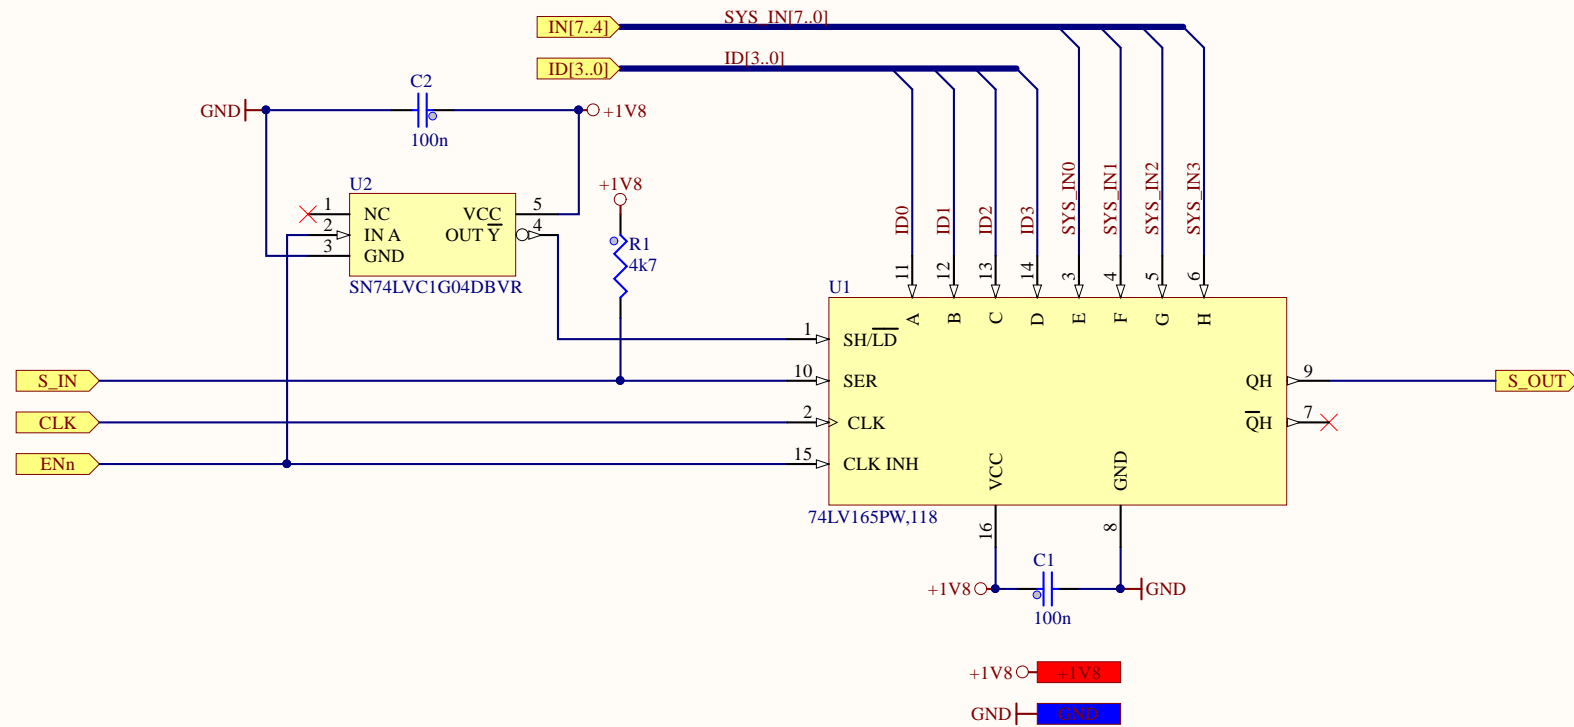 IN[7..4]
SYS_IN[7..0]
ID[3..0]
ID[3..0]
C2
GND
+1V8
100n
U2
+1V8
1
NC
VCC
5
2
IN A
OUT Y
4
3
GND
SN74LVC1G04DBVR
R1
4k7
ID0
ID1
ID2
ID3
SYS_IN0
SYS_IN1
SYS_IN2
SYS_IN3
11
12
13
14
3
4
5
6
U1
A
B
C
D
E
F
G
H
1
SH/LD
S_IN
10
SER
QH
9
S_OUT
CLK
2
CLK
QH
7
ENn
15
CLK INH
VCC
GND
74LV165PW,118
16
8
C1
+1V8
GND
100n
+1V8
+1V8
GND
GND